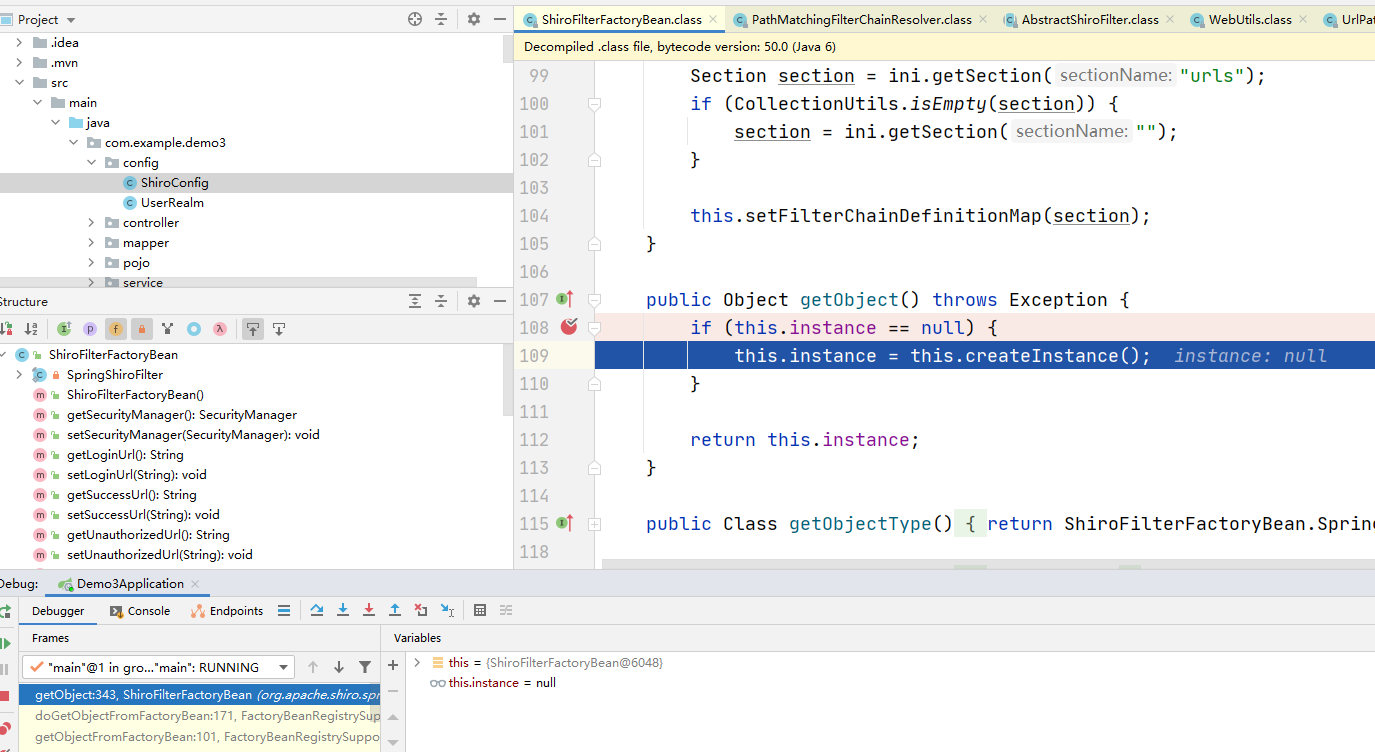 Project
.idea
.mvn
src
main
java
com.example.demo3
config
ShiroConfig
UserRealm
controller
mapper
pojo
service
Structure
ShiroFilterFactoryBean
SpringShiroFilter
ShiroFilterFactoryBean()
getSecurityManager(): SecurityManager
setSecurityManager(SecurityManager): void
getLoginUrl(): String
setLoginUrl(String): void
getSuccessUrl(): String
setSuccessUrl(String): void
getUnauthorizedUrl(): String
setUnauthorizedUrl(String): void
ShiroFilterFactoryBean.class PathMatchingFilterChainResolver.class AbstractShiroFilter.class WebUtils.class UrlPat
Decompiled .class file, bytecode version: 50.0 (Java 6)
99 Section section = ini.getSection( sectionName: "urls");
100 if (CollectionUtils.isEmpty(section)) {
101 section = ini.getSection( sectionName: "");
102 }
103
104 this.setFilterChainDefinitionMap(section);
105 }
106
107 public Object getObject() throws Exception {
108 if (this.instance == null) {
109 this.instance = this.createInstance(); instance: null
110 }
111
112 return this.instance;
113 }
114
115 public Class getObjectType() { return ShiroFilterFactoryBean.Spring
118
Debug: Demo3Application
Debugger Console Endpoints
Frames
"main"@1 in gro..."main": RUNNING
getObject:343, ShiroFilterFactoryBean (org.apache.shiro.spr
doGetObjectFromFactoryBean:171, FactoryBeanRegistrySup
getObjectFromFactoryBean:101, FactoryBeanRegistrySuppo
Variables
this = {ShiroFilterFactoryBean@6048}
this.instance = null